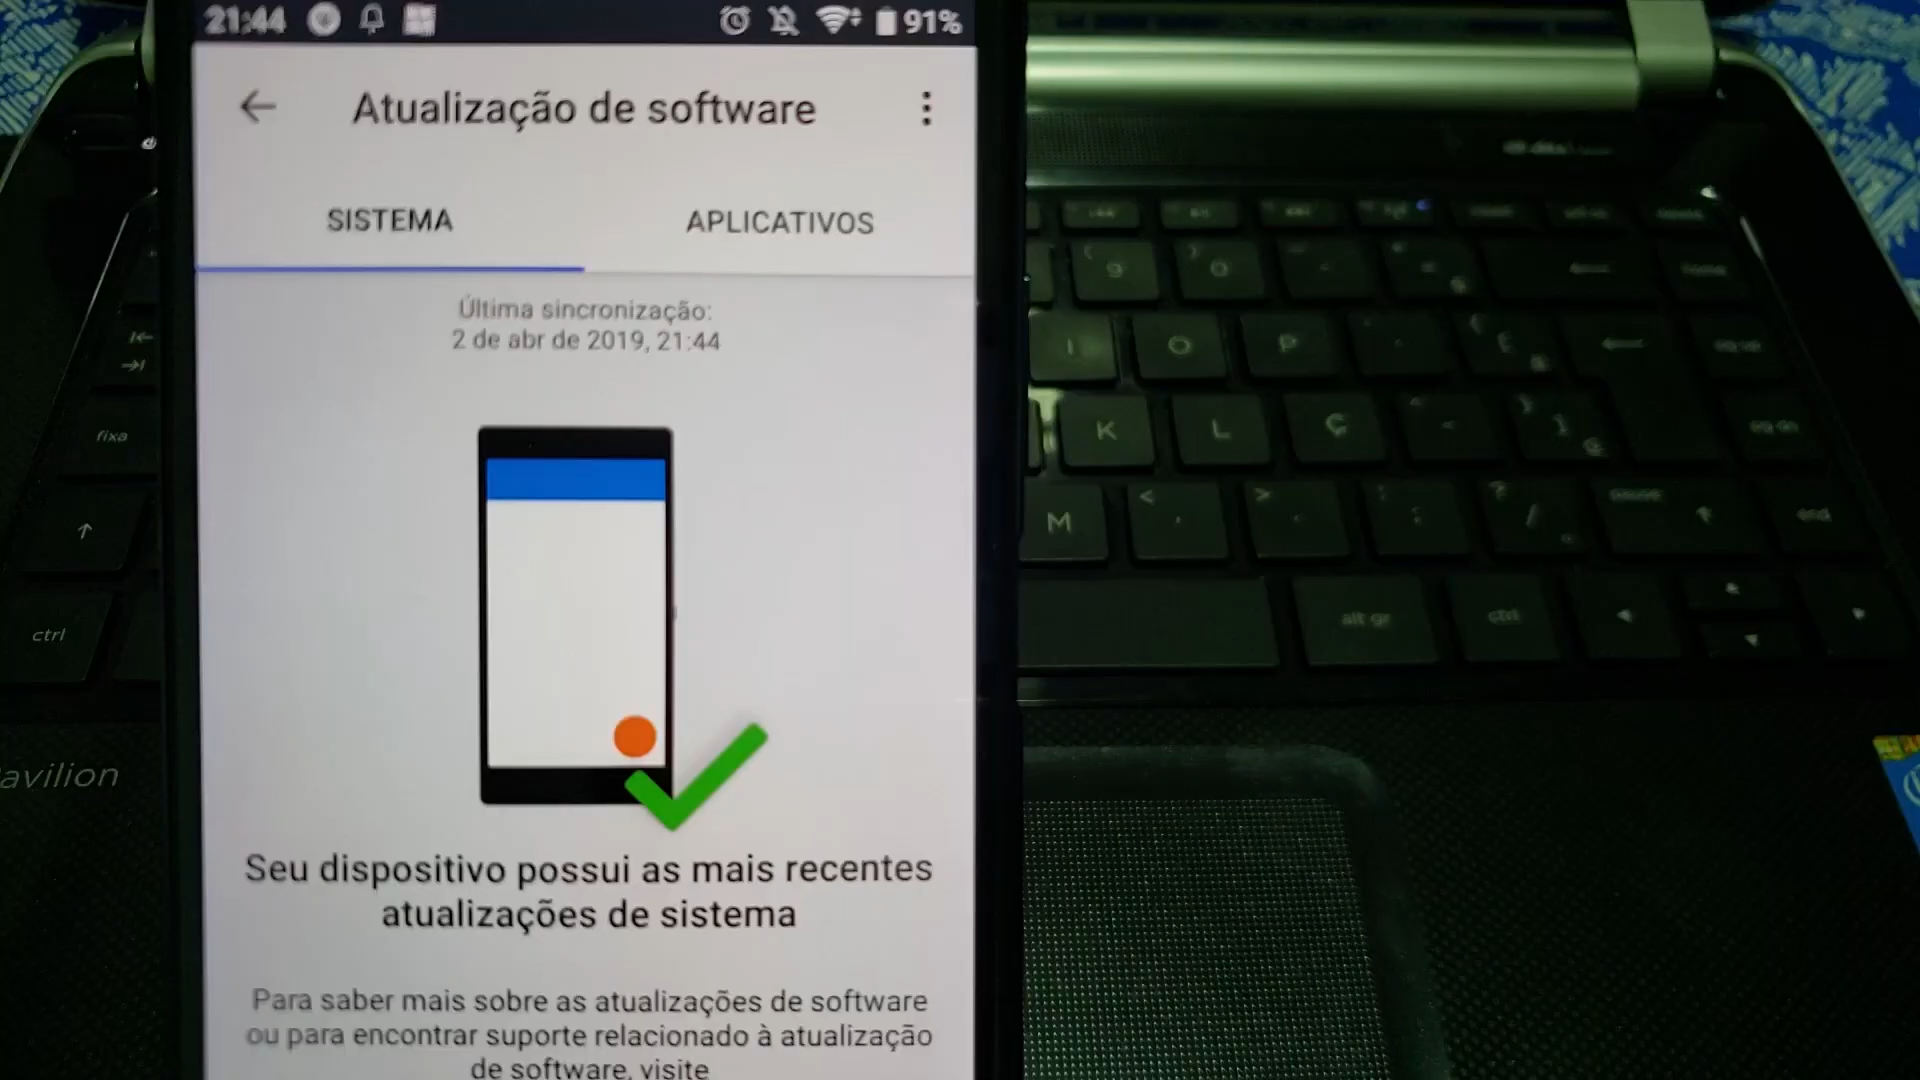 21:44 91%
Atualização de software
SISTEMA APLICATIVOS
Última sincronização:
2 de abr de 2019, 21:44
Seu dispositivo possui as mais recentes
atualizações de sistema
Para saber mais sobre as atualizações de software
ou para encontrar suporte relacionado à atualização
de software, visite
fixa
ctrl
avilion
9 O
I O P
K L Ç
M < , > .
alt gr ctrl
end